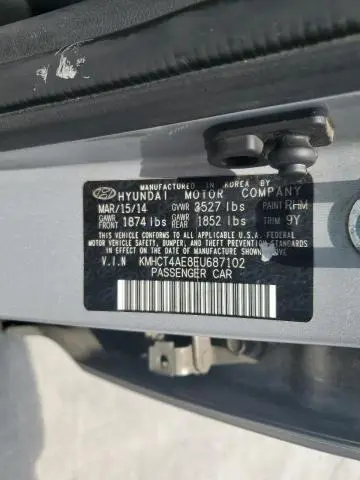 MANUFACTURED IN KOREA BY
HYUNDAI MOTOR COMPANY
MAR/15/14 GVWR 3527 lbs PAINT RHM
GAWR FRONT 1874 lbs GAWR REAR 1852 lbs TRIM 9Y
THIS VEHICLE CONFORMS TO ALL APPLICABLE U.S.A. FEDERAL
MOTOR VEHICLE SAFETY, BUMPER, AND THEFT PREVENTION
STANDARDS IN EFFECT ON THE DATE OF MANUFACTURE SHOWN ABOVE.
V.I.N KMHCT4AE8EU687102
PASSENGER CAR